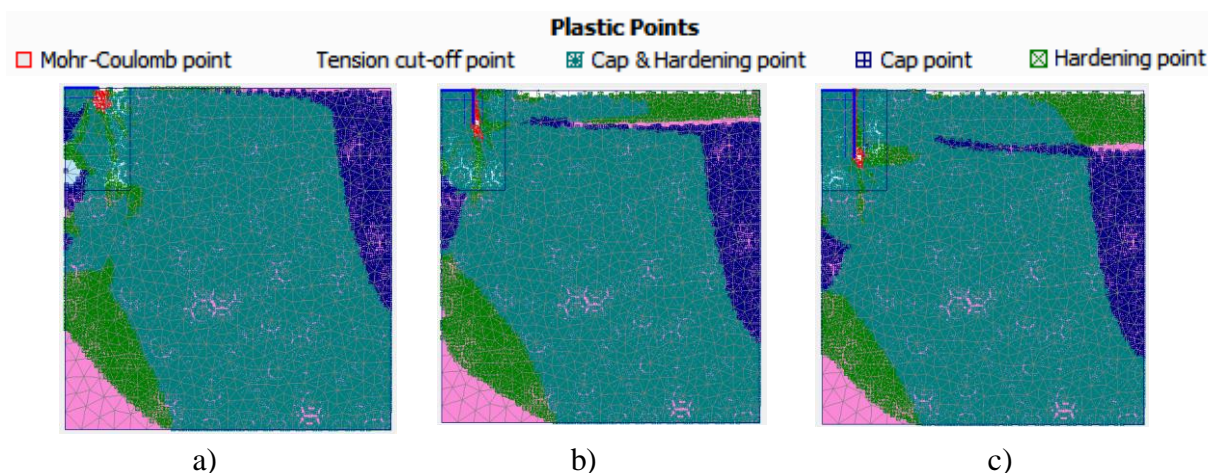 Plastic Points
Mohr-Coulomb point Tension cut-off point Cap & Hardening point Cap point Hardening point
a) b) c)